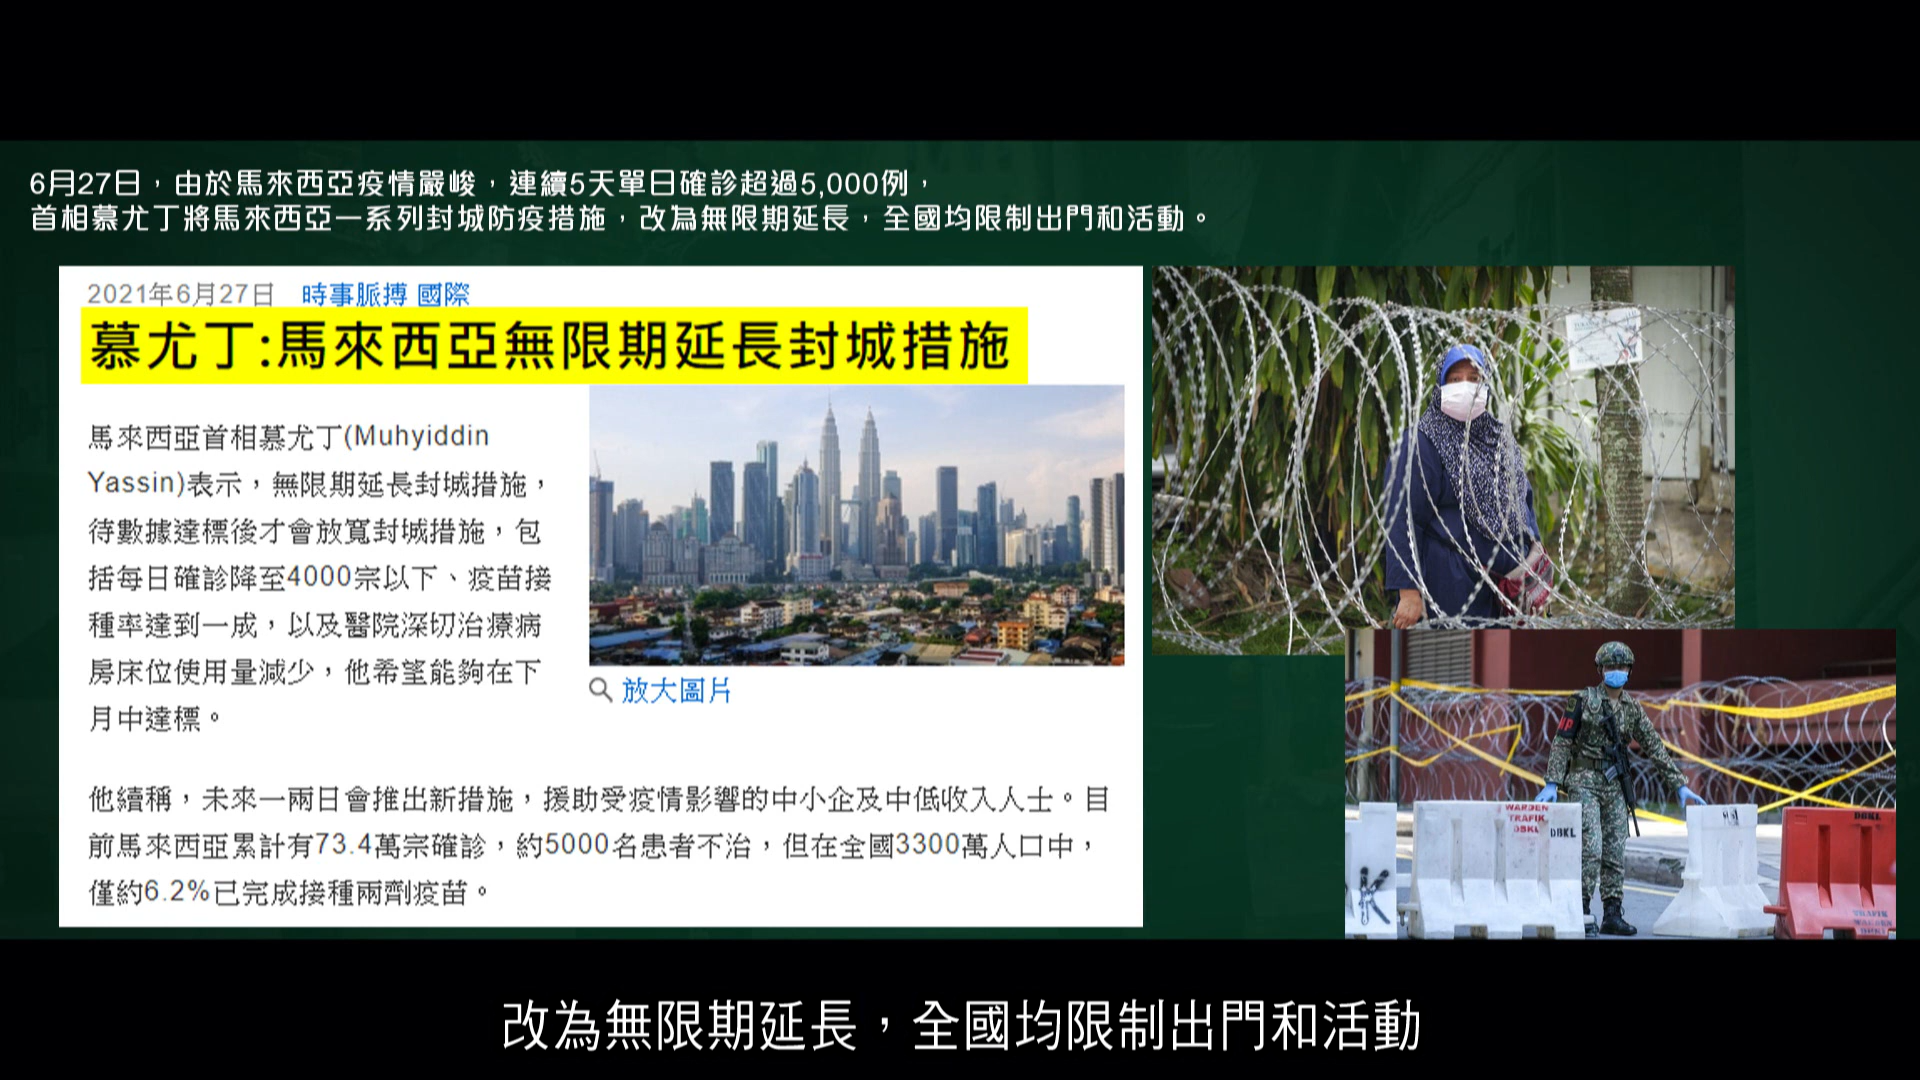 6月27日，由於馬來西亞疫情嚴峻，連續5天單日確診超過5,000例，
首相慕尤丁將馬來西亞一系列封城防疫措施，改為無限期延長，全國均限制出門和活動。
2021年6月27日 時事脈搏 國際
慕尤丁:馬來西亞無限期延長封城措施
馬來西亞首相慕尤丁(Muhyiddin
Yassin)表示，無限期延長封城措施，
待數據達標後才會放寬封城措施，包
括每日確診降至4000宗以下、疫苗接
種率達到一成，以及醫院深切治療病
房床位使用量減少，他希望能夠在下
月中達標。
放大圖片
他續稱，未來一兩日會推出新措施，援助受疫情影響的中小企及中低收入人士。目
前馬來西亞累計有73.4萬宗確診，約5000名患者不治，但在全國3300萬人口中，
僅約6.2%已完成接種兩劑疫苗。
MP
WARDEN
TRAFIK
DBKL
DBKL
DBKL
改為無限期延長，全國均限制出門和活動